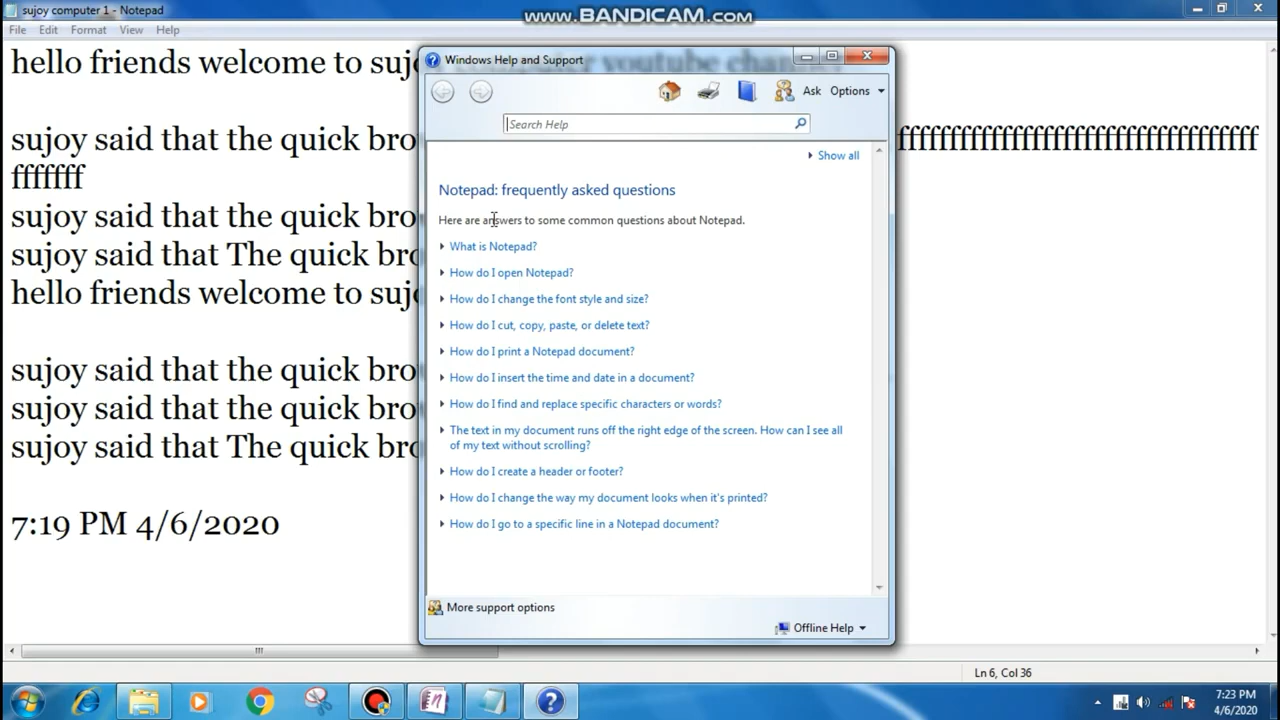 sujoy computer 1 - Notepad
www.BANDICAM.com
File Edit Format View Help
hello friends welcome to suj
sujoy said that the quick brou
ffffffffffffffffffffffffffffffffff
fffffff
sujoy said that the quick brou
sujoy said that The quick bro
hello friends welcome to suj
sujoy said that the quick brou
sujoy said that the quick brou
sujoy said that The quick bro
7:19 PM 4/6/2020
Windows Help and Support
Ask Options
Search Help
Show all
Notepad: frequently asked questions
Here are answers to some common questions about Notepad.
What is Notepad?
How do I open Notepad?
How do I change the font style and size?
How do I cut, copy, paste, or delete text?
How do I print a Notepad document?
How do I insert the time and date in a document?
How do I find and replace specific characters or words?
The text in my document runs off the right edge of the screen. How can I see all
of my text without scrolling?
How do I create a header or footer?
How do I change the way my document looks when it's printed?
How do I go to a specific line in a Notepad document?
More support options
Offline Help
Ln 6, Col 36
7:23 PM
4/6/2020